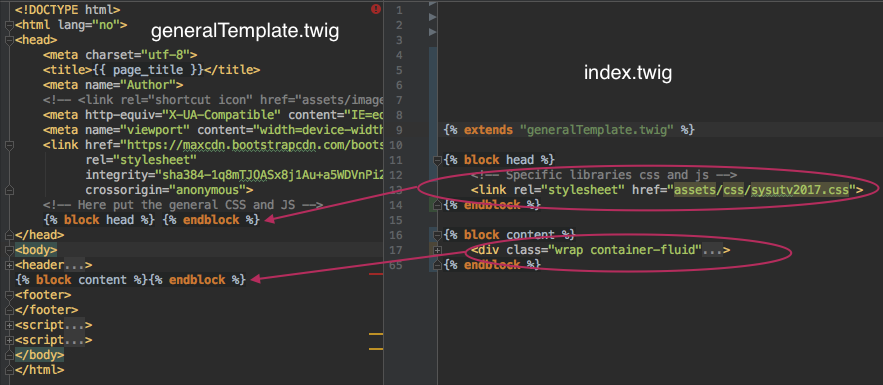 generalTemplate.twig
<!DOCTYPE html>
<html lang="no">
<head>
<meta charset="utf-8">
<title>{{ page_title }}</title>
<meta name="Author">
<!-- <link rel="shortcut icon" href="assets/image
<meta http-equiv="X-UA-Compatible" content="IE=ed
<meta name="viewport" content="width=device-width
<link href="https://maxcdn.bootstrapcdn.com/boots
rel="stylesheet"
integrity="sha384-1q8mTJOASx8j1Au+a5WDVnPi2
crossorigin="anonymous">
<!-- Here put the general CSS and JS -->
{% block head %} {% endblock %}
</head>
<body>
<header...>
{% block content %}{% endblock %}
<footer>
</footer>
<script...>
<script...>
</body>
</html>
index.twig
1
2
3
4
5
6
7
8
9 {% extends "generalTemplate.twig" %}
10
11 {% block head %}
12 <!-- Specific libraries css and js -->
13 <link rel="stylesheet" href="assets/css/sysutv2017.css">
14 {% endblock %}
15
16 {% block content %}
17 <div class="wrap container-fluid"...>
65 {% endblock %}